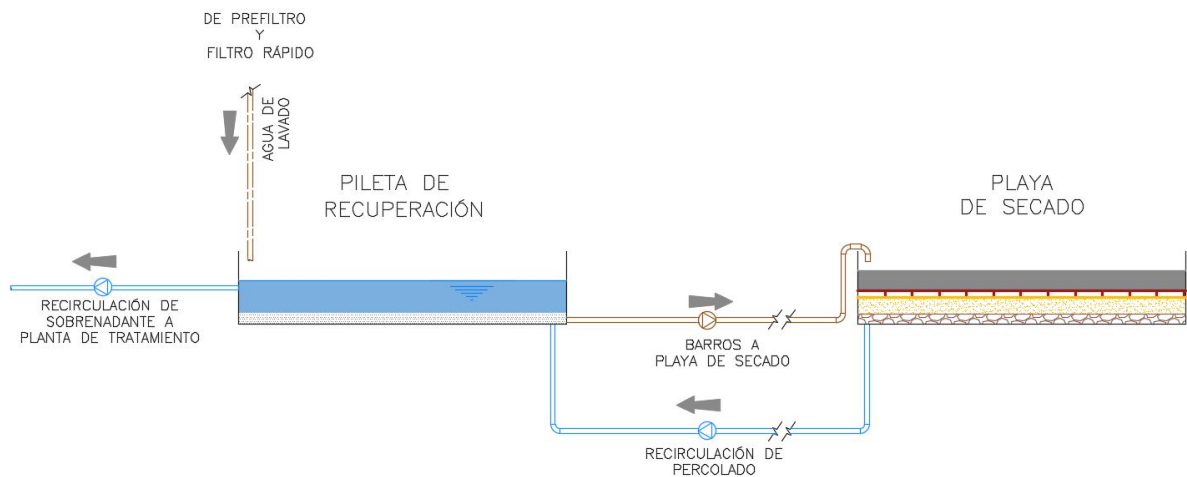 DE PREFILTRO
Y
FILTRO RÁPIDO
AGUA DE
LAVADO
PILETA DE
RECUPERACIÓN
PLAYA
DE SECADO
RECIRCULACIÓN DE
SOBRENADANTE A
PLANTA DE TRATAMIENTO
BARROS A
PLAYA DE SECADO
RECIRCULACIÓN DE
PERCOLADO